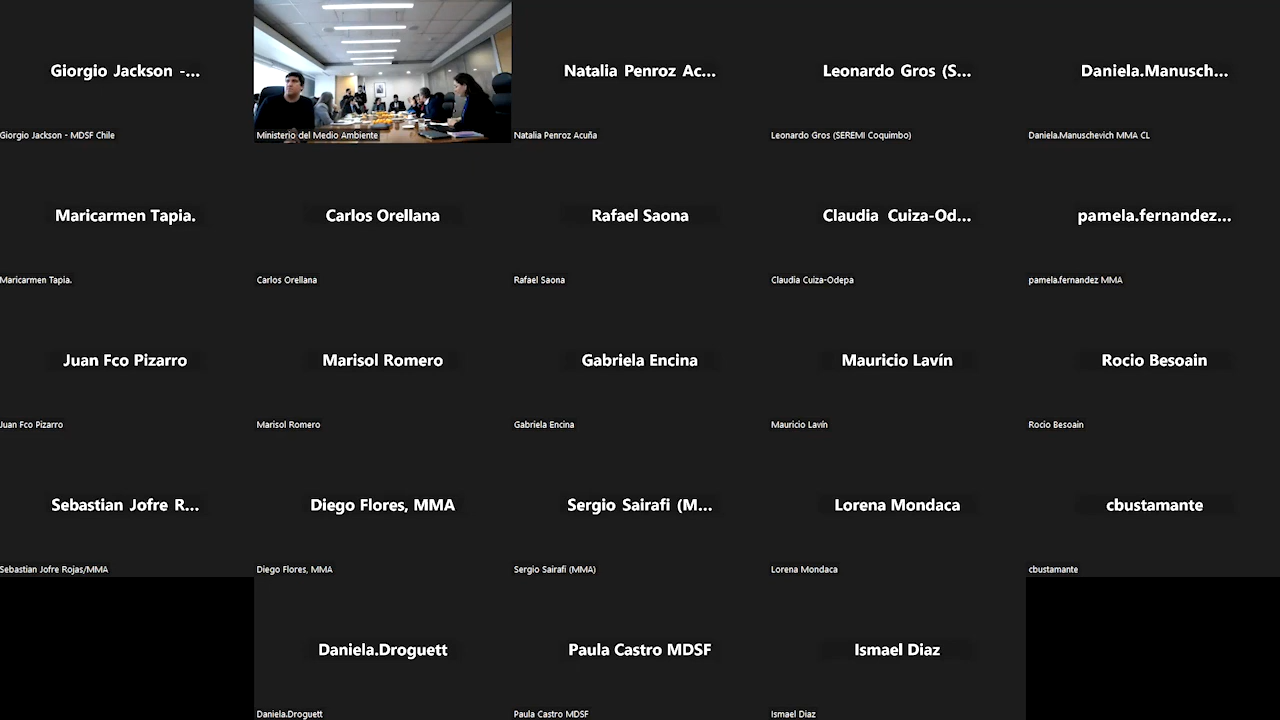 Giorgio Jackson -...
Giorgio Jackson - MDSF Chile
Ministerio del Medio Ambiente
Natalia Penroz Ac...
Natalia Penroz Acuña
Leonardo Gros (S...
Leonardo Gros (SEREMI Coquimbo)
Daniela.Manusch...
Daniela.Manuschevich MMA CL
Maricarmen Tapia.
Maricarmen Tapia.
Carlos Orellana
Carlos Orellana
Rafael Saona
Rafael Saona
Claudia Cuiza-Od...
Claudia Cuiza-Odepa
pamela.fernandez...
pamela.fernandez MMA
Juan Fco Pizarro
Juan Fco Pizarro
Marisol Romero
Marisol Romero
Gabriela Encina
Gabriela Encina
Mauricio Lavín
Mauricio Lavín
Rocio Besoain
Rocio Besoain
Sebastian Jofre R...
Sebastian Jofre Rojas/MMA
Diego Flores, MMA
Diego Flores, MMA
Sergio Sairafi (M...
Sergio Sairafi (MMA)
Lorena Mondaca
Lorena Mondaca
cbustamante
cbustamante
Daniela.Droguett
Daniela.Droguett
Paula Castro MDSF
Paula Castro MDSF
Ismael Diaz
Ismael Diaz